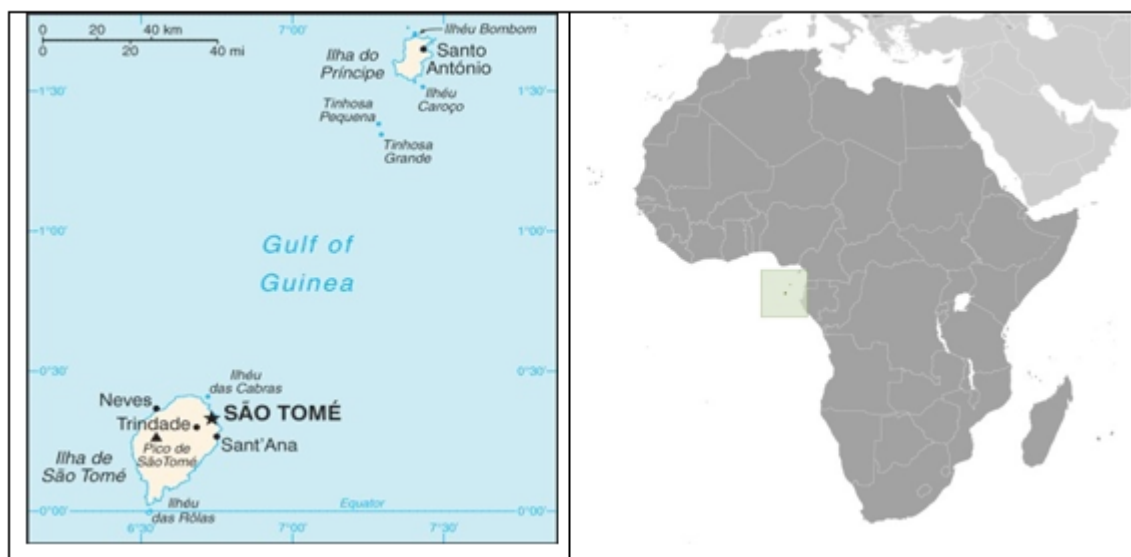 0 20 40 km
0 20 40 mi
7°00'
Ilhéu Bombom
Santo
António
Ilha do
Príncipe
1°30'
1°30'
Ilhéu
Caroço
Tinhosa
Pequena
Tinhosa
Grande
1°00'
1°00'
Gulf of
Guinea
0°30'
0°30'
Ilhéu
das Cabras
Neves
SÃO TOMÉ
Trindade
Sant'Ana
Pico de
SãoTomé
Ilha de
São Tomé
Ilhéu
das Rôlas
Equator
0°00'
0°00'
6°30'
7°00'
7°30'